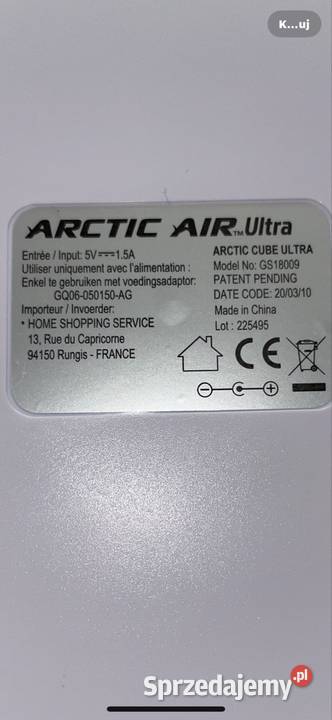 K...uj
ARCTIC AIR™ Ultra
Entrée / Input: 5V⎓1.5A
Utiliser uniquement avec l'alimentation :
Enkel te gebruiken met voedingsadaptor:
GQ06-050150-AG
Importeur / Invoerder:
• HOME SHOPPING SERVICE
13, Rue du Capricorne
94150 Rungis - FRANCE
ARCTIC CUBE ULTRA
Model No: GS18009
PATENT PENDING
DATE CODE: 20/03/10
Made in China
Lot : 225495
CE
Sprzedajemy.pl